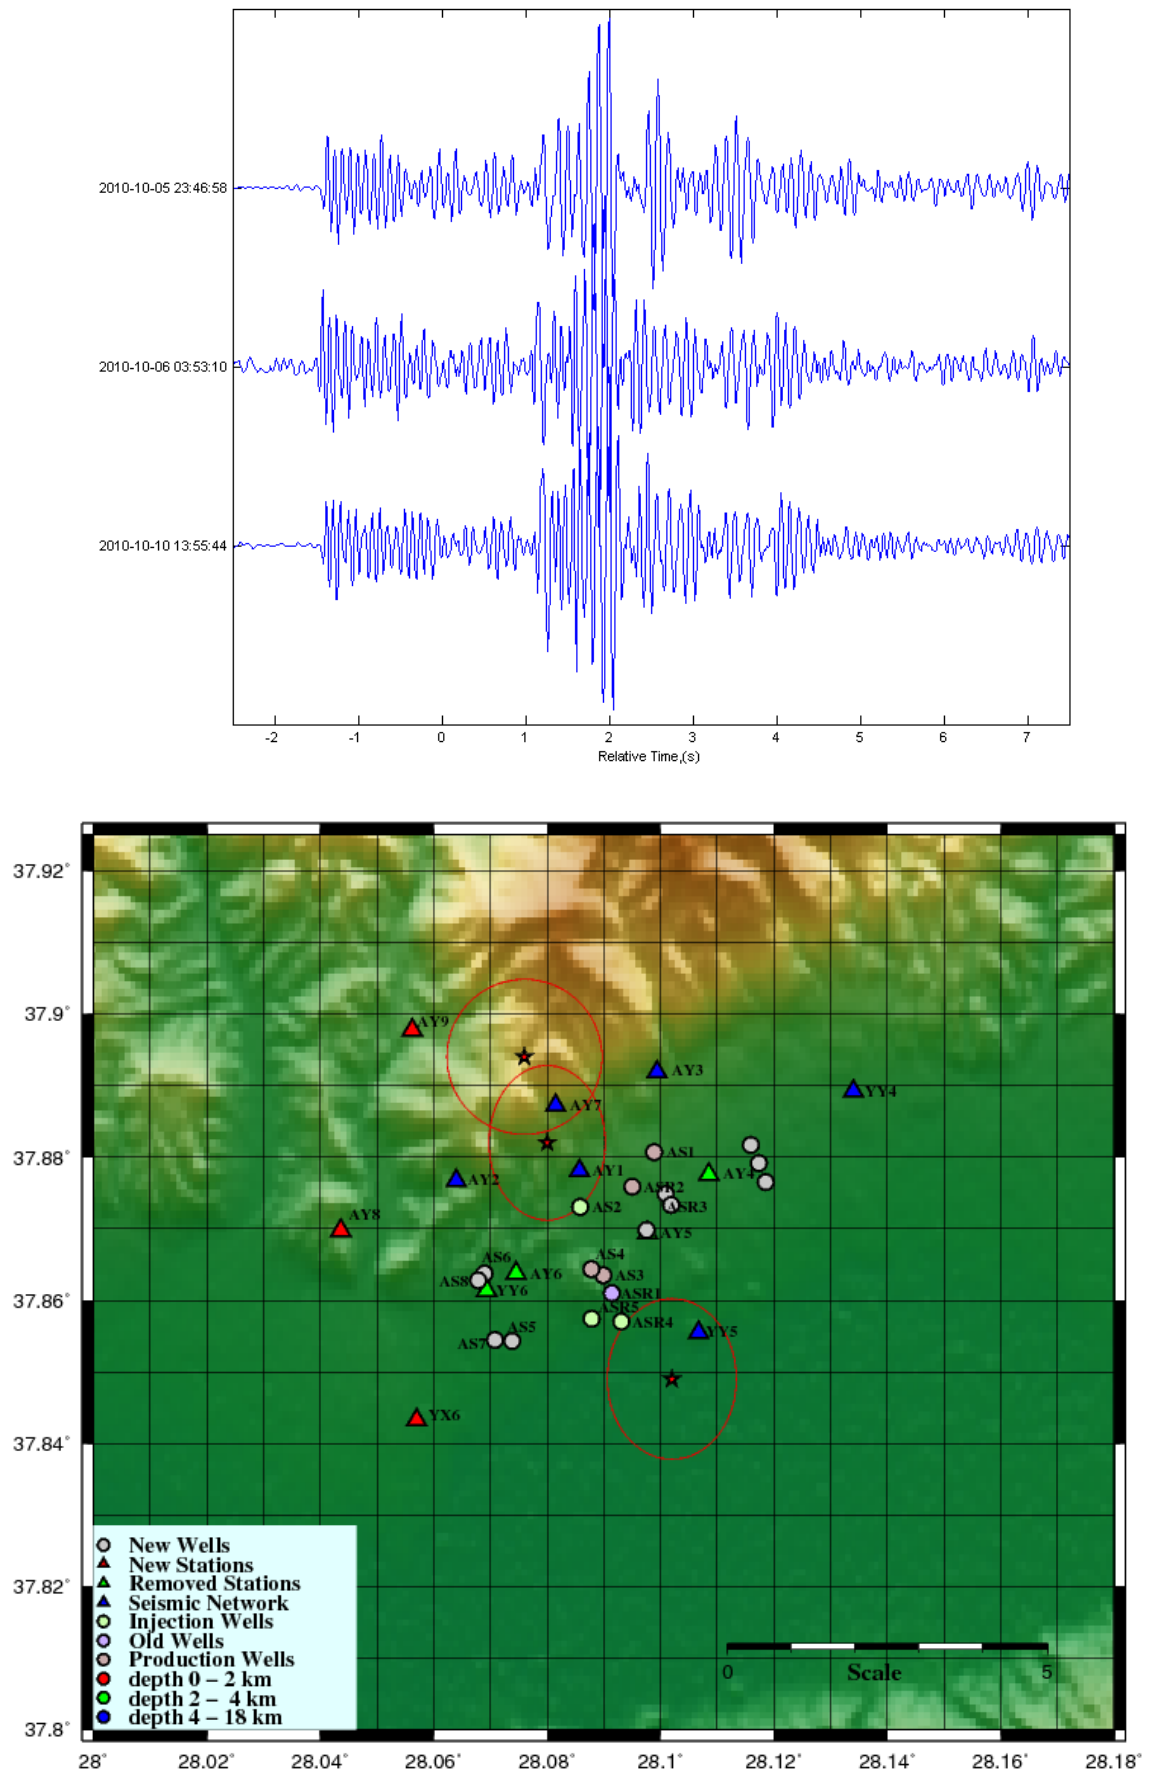 2010-10-05 23:46:58
2010-10-06 03:53:10
2010-10-10 13:55:44
-2 -1 0 1 2 3 4 5 6 7
Relative Time,(s)
37.92°
37.9°
37.88°
37.86°
37.84°
37.82°
37.8°
AY9
AY3
YY4
AY7
AS1
AY1
AY4
AY2
ASR2
ASR3
AS2
AY8
AY5
AS6
AS4
AY6
AS3
AS8
YY6
ASR1
ASR5
ASR4
YY5
AS5
AS7
YX6
New Wells
New Stations
Removed Stations
Seismic Network
Injection Wells
Old Wells
Production Wells
depth 0 – 2 km
depth 2 – 4 km
depth 4 – 18 km
0 5
Scale
28° 28.02° 28.04° 28.06° 28.08° 28.1° 28.12° 28.14° 28.16° 28.18°